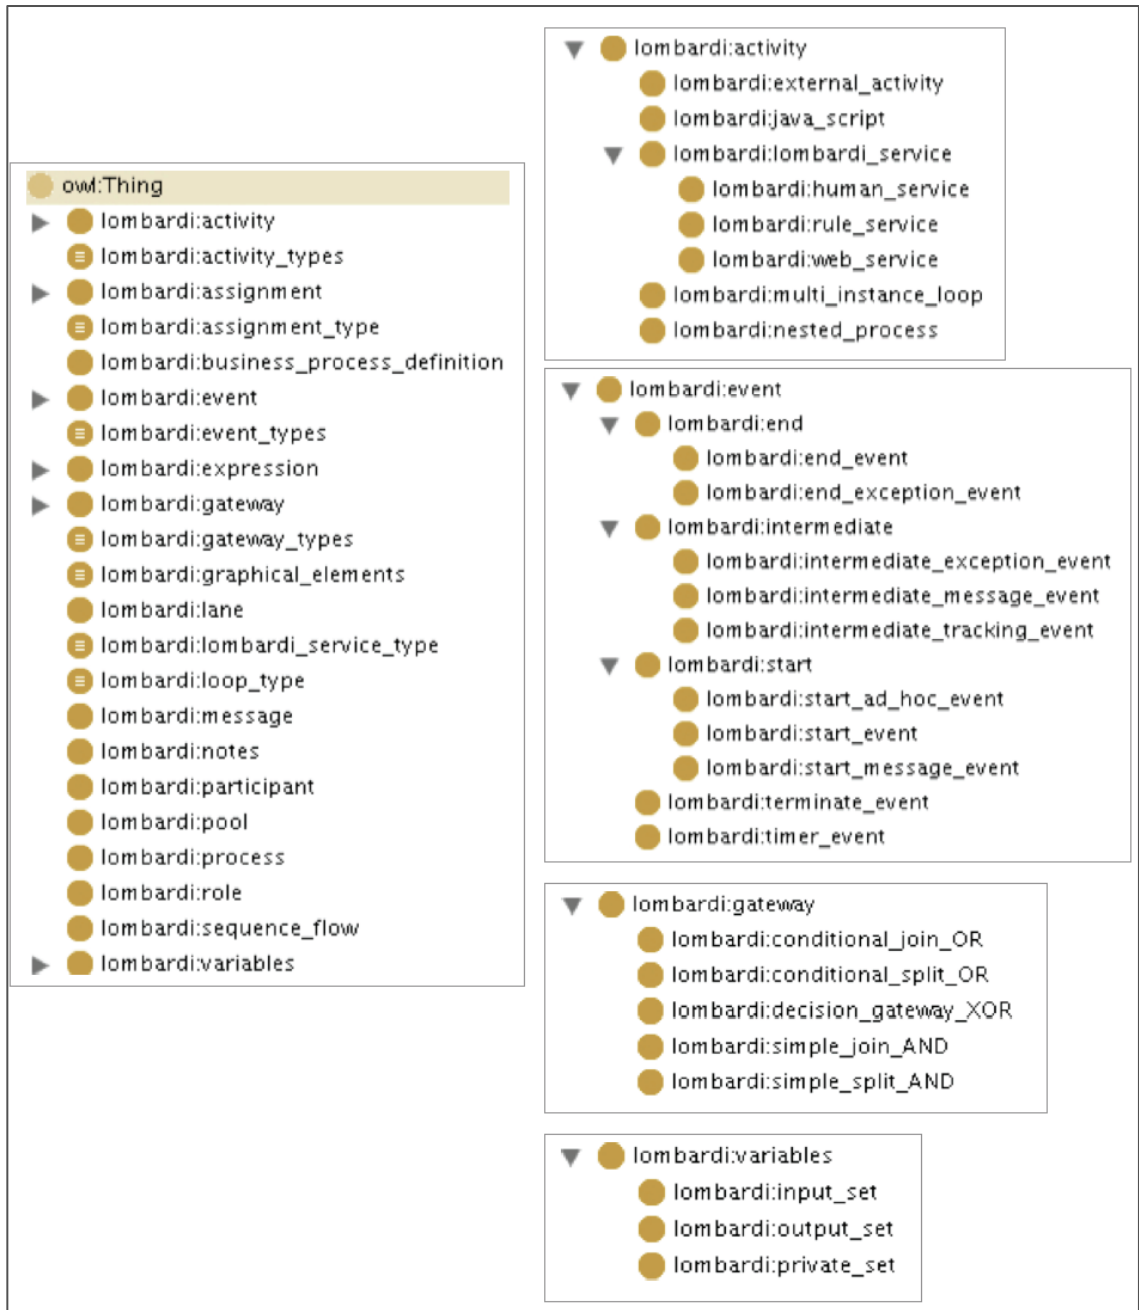 owl:Thing
lombardi:activity
lombardi:activity_types
lombardi:assignment
lombardi:assignment_type
lombardi:business_process_definition
lombardi:event
lombardi:event_types
lombardi:expression
lombardi:gateway
lombardi:gateway_types
lombardi:graphical_elements
lombardi:lane
lombardi:lombardi_service_type
lombardi:loop_type
lombardi:message
lombardi:notes
lombardi:participant
lombardi:pool
lombardi:process
lombardi:role
lombardi:sequence_flow
lombardi:variables
lombardi:activity
lombardi:external_activity
lombardi:java_script
lombardi:lombardi_service
lombardi:human_service
lombardi:rule_service
lombardi:web_service
lombardi:multi_instance_loop
lombardi:nested_process
lombardi:event
lombardi:end
lombardi:end_event
lombardi:end_exception_event
lombardi:intermediate
lombardi:intermediate_exception_event
lombardi:intermediate_message_event
lombardi:intermediate_tracking_event
lombardi:start
lombardi:start_ad_hoc_event
lombardi:start_event
lombardi:start_message_event
lombardi:terminate_event
lombardi:timer_event
lombardi:gateway
lombardi:conditional_join_OR
lombardi:conditional_split_OR
lombardi:decision_gateway_XOR
lombardi:simple_join_AND
lombardi:simple_split_AND
lombardi:variables
lombardi:input_set
lombardi:output_set
lombardi:private_set